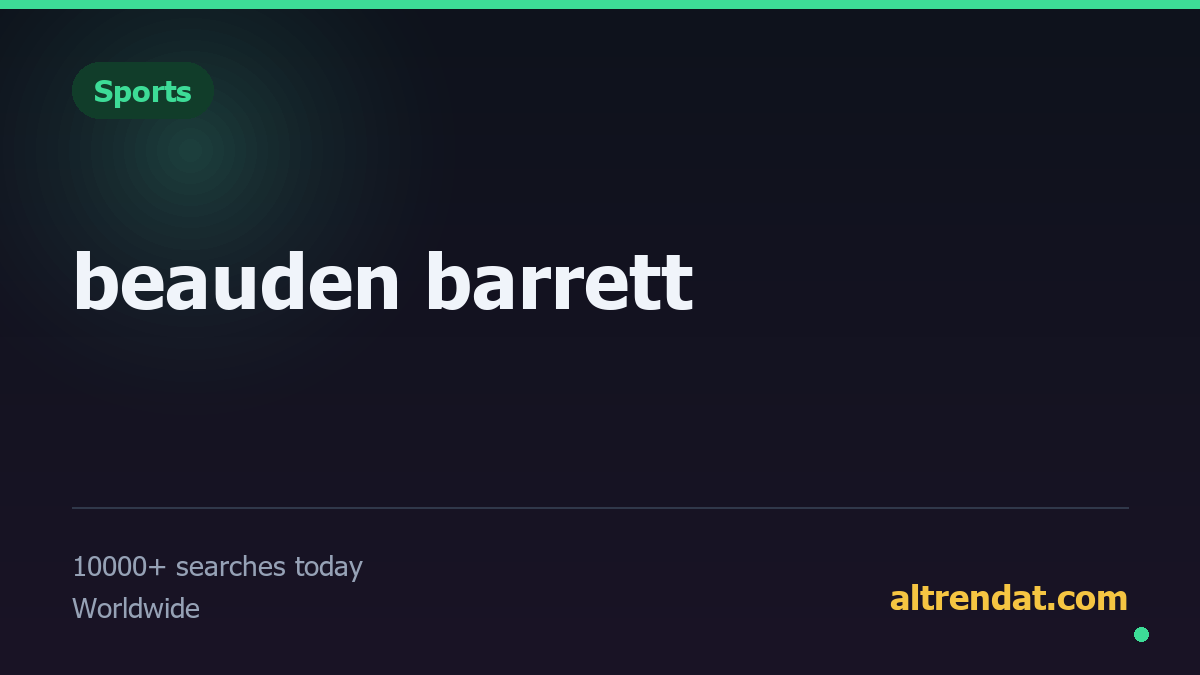 Sports
beauden barrett
10000+ searches today
Worldwide
altrendat.com